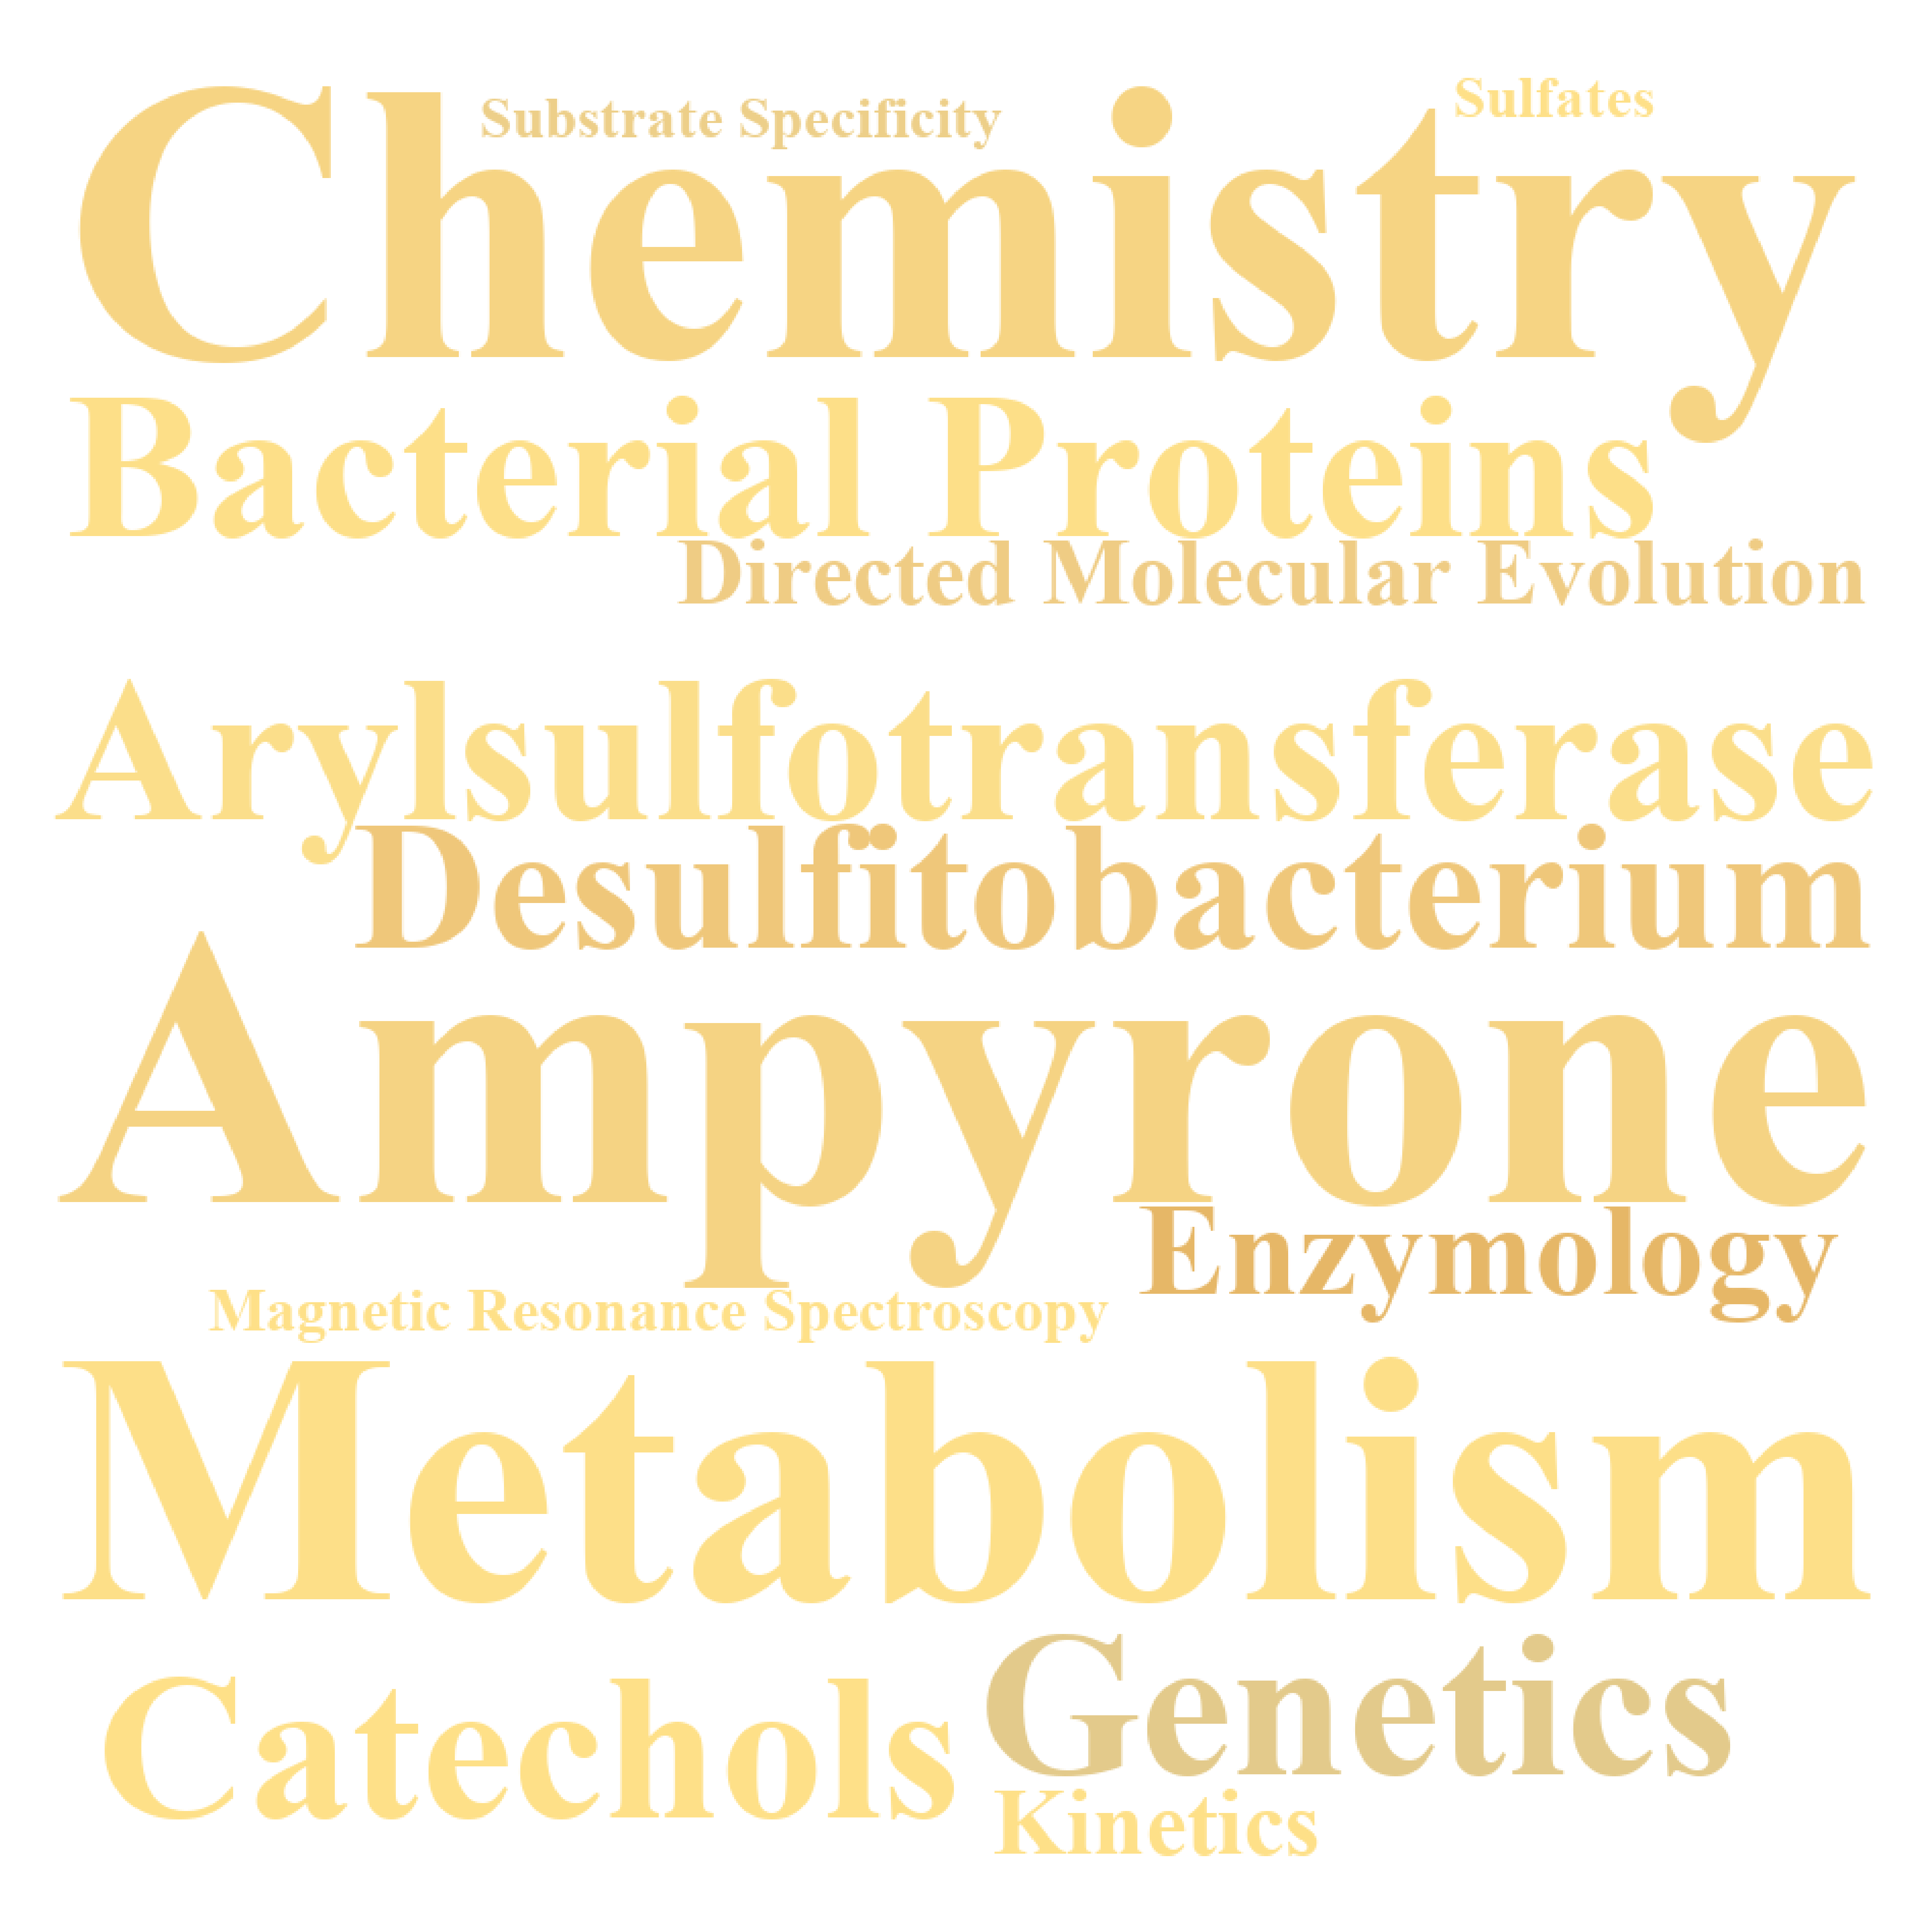 Sulfates
Substrate Specificity
Chemistry
Bacterial Proteins
Directed Molecular Evolution
Arylsulfotransferase
Desulfitobacterium
Ampyrone
Enzymology
Magnetic Resonance Spectroscopy
Metabolism
Genetics
Catechols
Kinetics